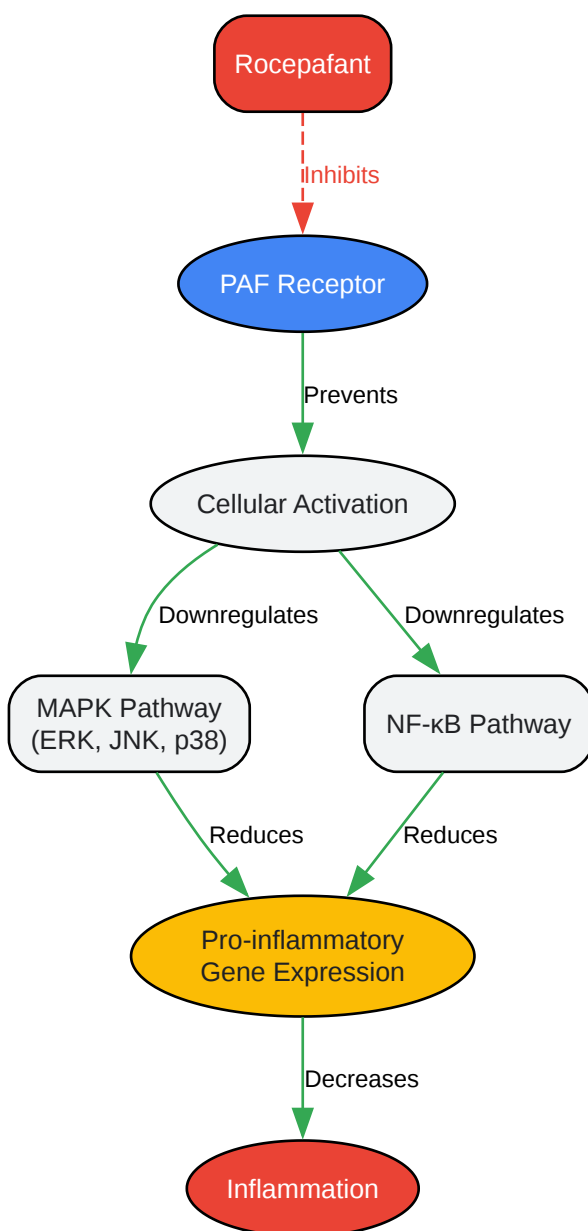 Rocepafant
Inhibits
PAF Receptor
Prevents
Cellular Activation
Downregulates
Downregulates
MAPK Pathway
(ERK, JNK, p38)
NF-κB Pathway
Reduces
Reduces
Pro-inflammatory
Gene Expression
Decreases
Inflammation